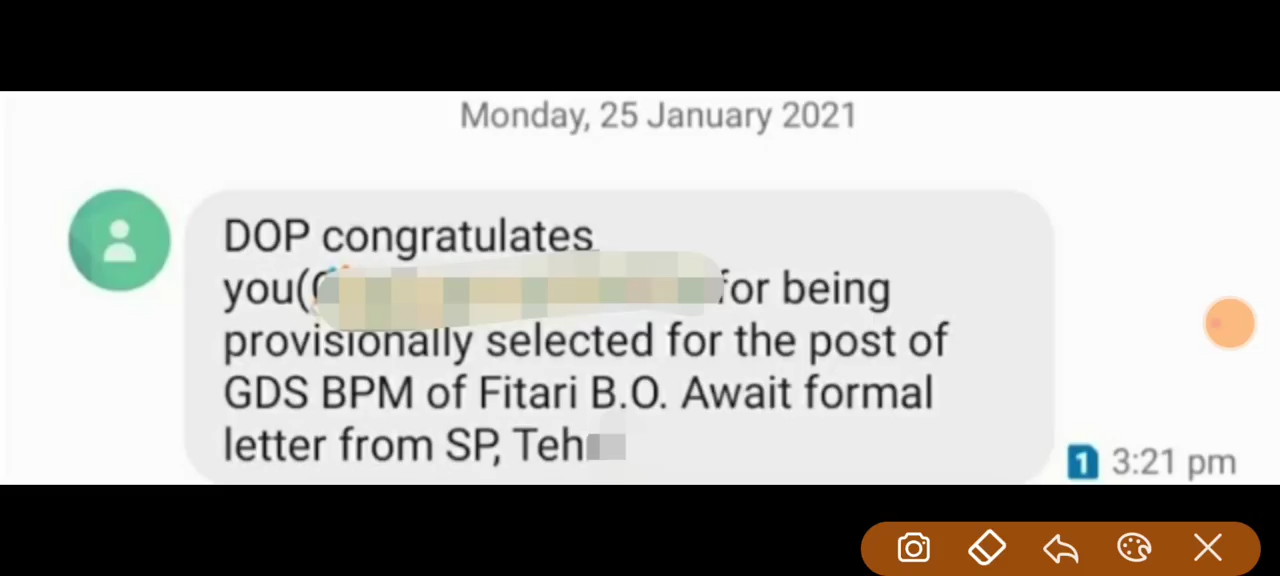 Monday, 25 January 2021
DOP congratulates
you( for being
provisionally selected for the post of
GDS BPM of Fitari B.O. Await formal
letter from SP,
1 3:21 pm